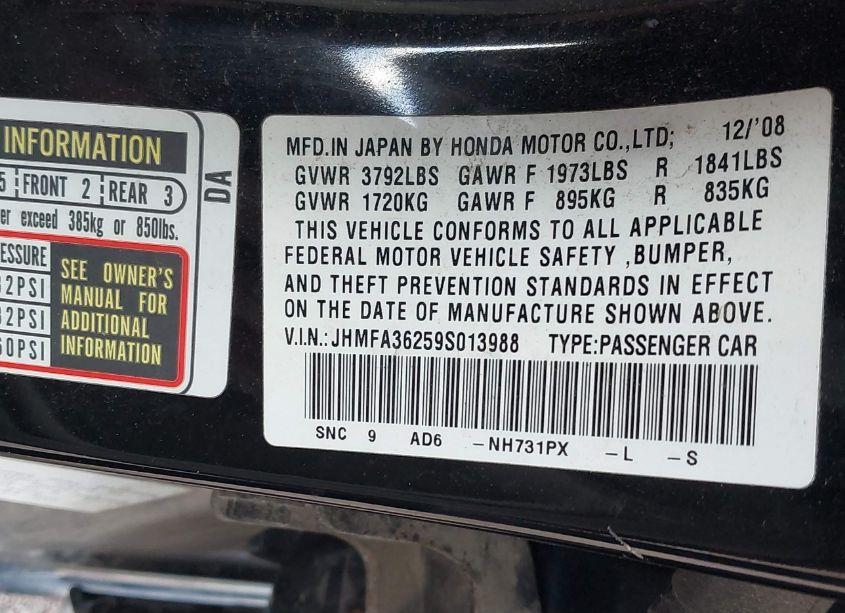 INFORMATION
5 FRONT 2 REAR 3
er exceed 385kg or 850lbs.
ESSURE
2PSI
2PSI
60PSI
SEE OWNER'S
MANUAL FOR
ADDITIONAL
INFORMATION
DA
MFD.IN JAPAN BY HONDA MOTOR CO.,LTD; 12/'08
GVWR 3792LBS GAWR F 1973LBS R 1841LBS
GVWR 1720KG GAWR F 895KG R 835KG
THIS VEHICLE CONFORMS TO ALL APPLICABLE
FEDERAL MOTOR VEHICLE SAFETY ,BUMPER,
AND THEFT PREVENTION STANDARDS IN EFFECT
ON THE DATE OF MANUFACTURE SHOWN ABOVE.
V.I.N.:JHMFA36259S013988 TYPE:PASSENGER CAR
SNC 9 AD6 -NH731PX -L -S